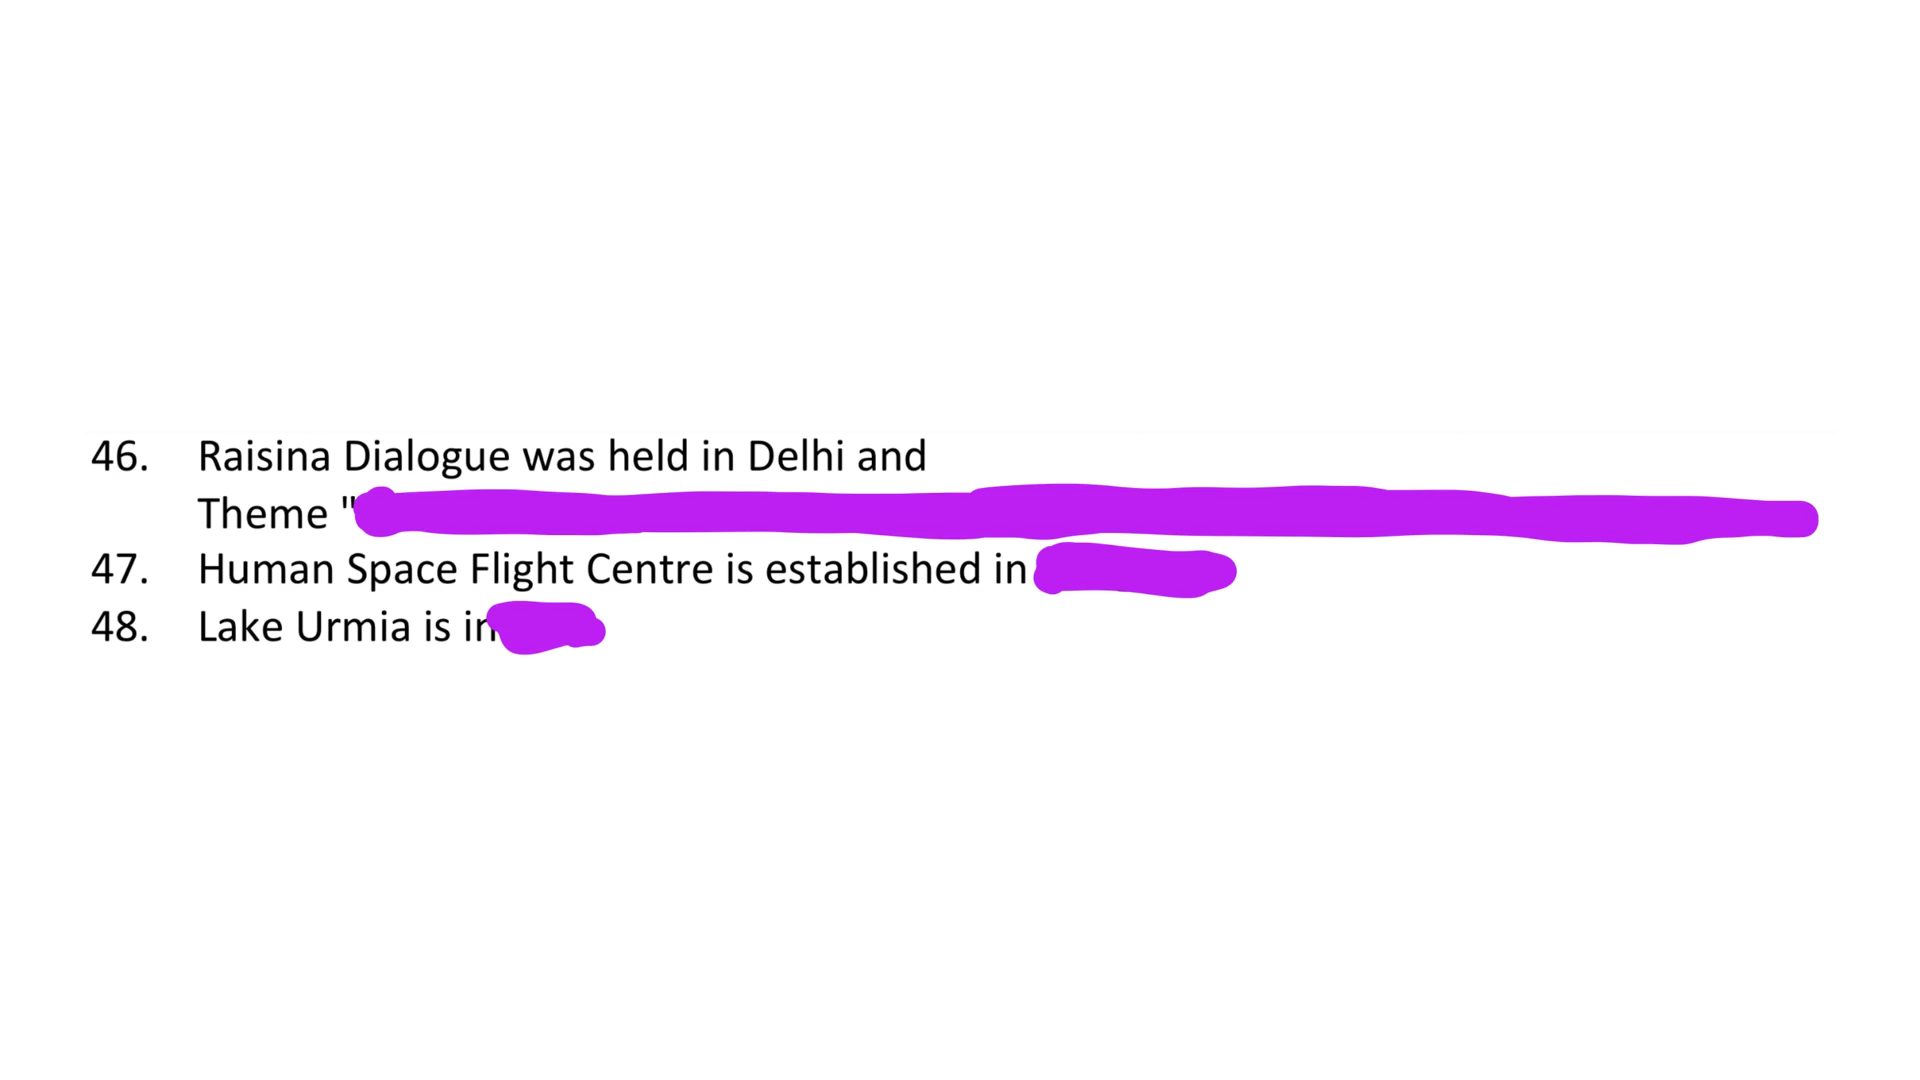 46. Raisina Dialogue was held in Delhi and
Theme "
47. Human Space Flight Centre is established in
48. Lake Urmia is in